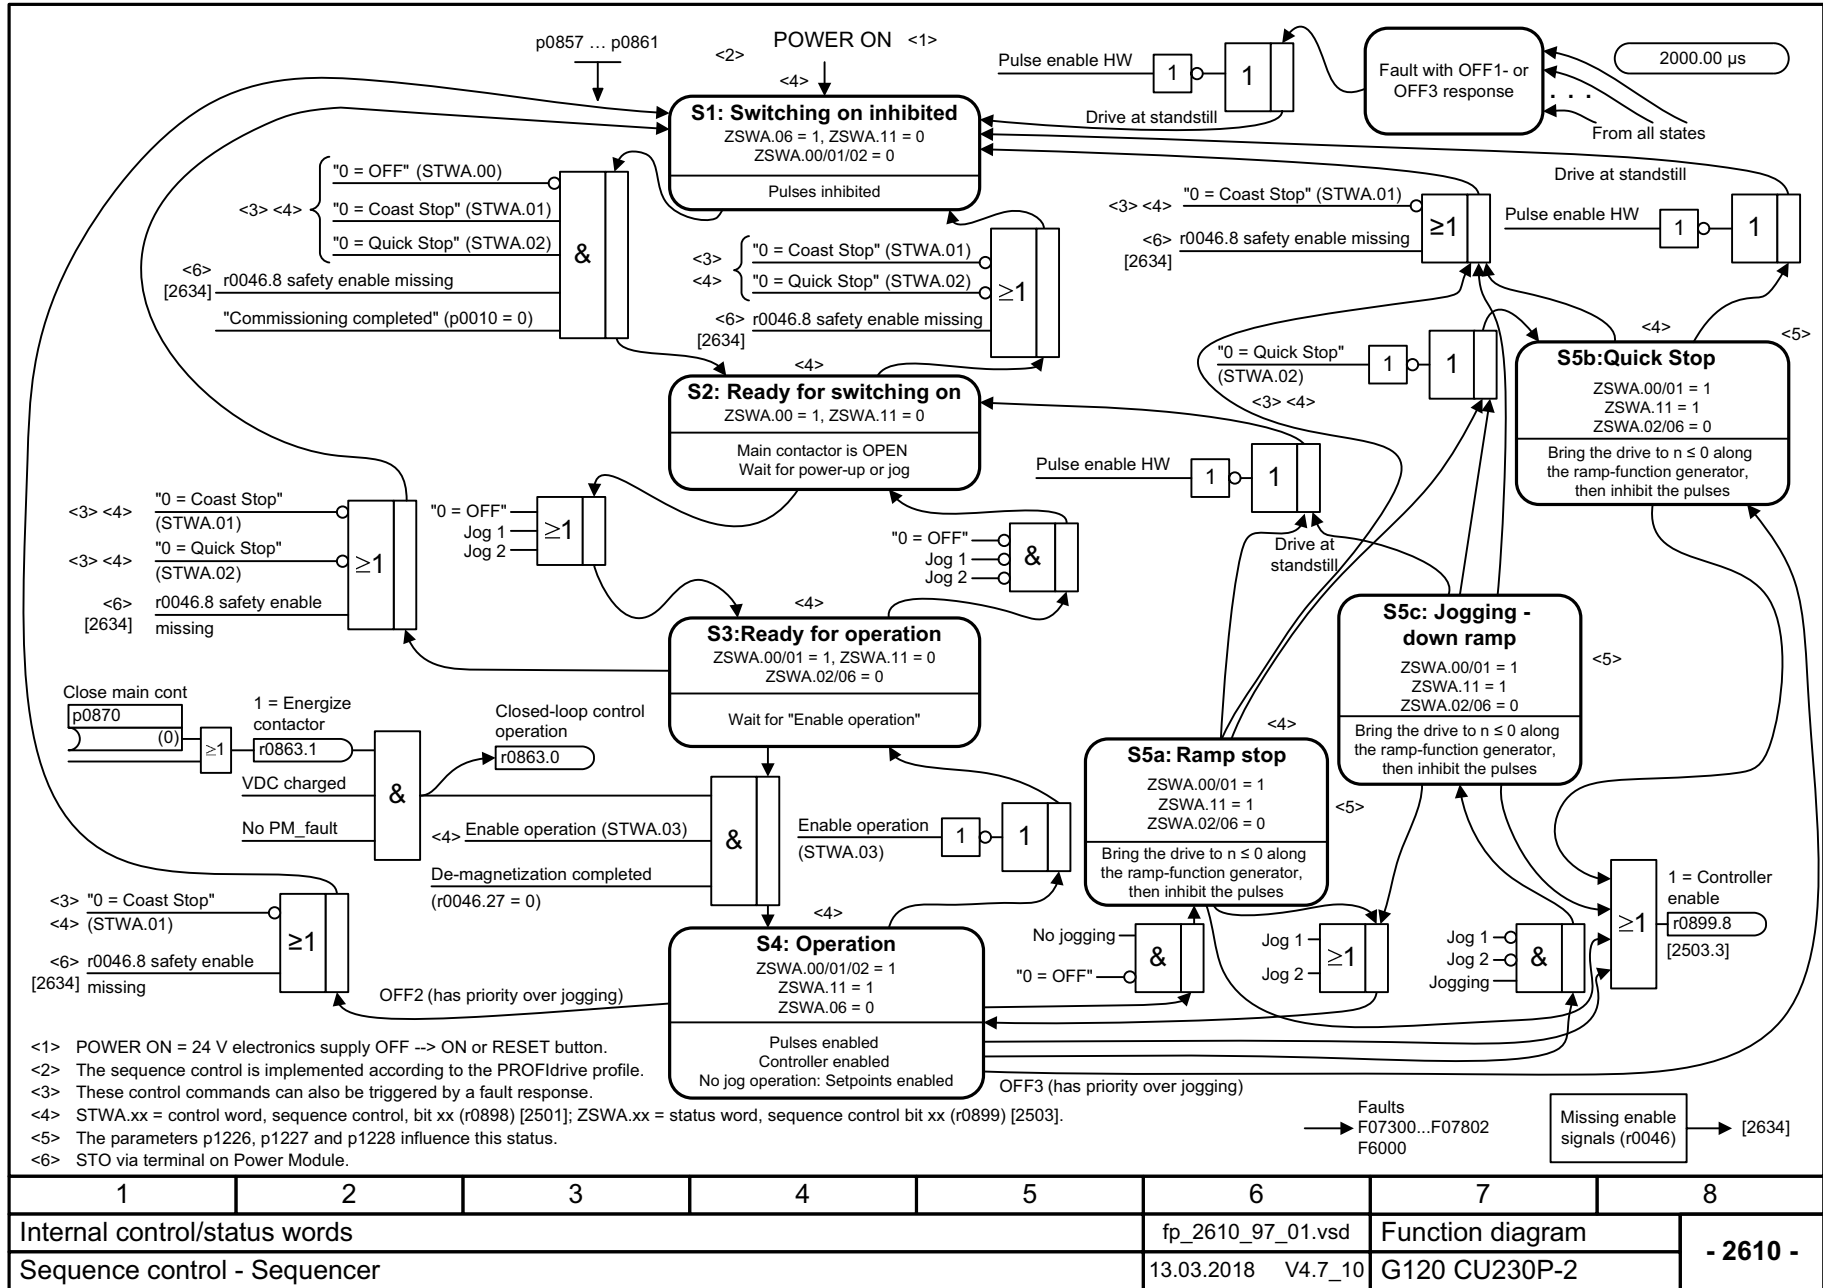 p0857 … p0861
<2>
POWER ON <1>
<4>
S1: Switching on inhibited
ZSWA.06 = 1, ZSWA.11 = 0
ZSWA.00/01/02 = 0
Pulses inhibited
Pulse enable HW
1
1
Drive at standstill
Fault with OFF1- or
OFF3 response
2000.00 µs
. . .
From all states
<3> <4>
"0 = OFF" (STWA.00)
"0 = Coast Stop" (STWA.01)
"0 = Quick Stop" (STWA.02)
<6>
[2634]
r0046.8 safety enable missing
"Commissioning completed" (p0010 = 0)
&
<3>
<4>
"0 = Coast Stop" (STWA.01)
"0 = Quick Stop" (STWA.02)
<6>
[2634]
r0046.8 safety enable missing
≥1
<3> <4>
"0 = Coast Stop" (STWA.01)
<6>
[2634]
r0046.8 safety enable missing
≥1
Drive at standstill
Pulse enable HW
1
1
<4>
S2: Ready for switching on
ZSWA.00 = 1, ZSWA.11 = 0
Main contactor is OPEN
Wait for power-up or jog
"0 = Quick Stop"
(STWA.02)
<3> <4>
1
1
<4>
<5>
S5b:Quick Stop
ZSWA.00/01 = 1
ZSWA.11 = 1
ZSWA.02/06 = 0
Bring the drive to n ≤ 0 along
the ramp-function generator,
then inhibit the pulses
Pulse enable HW
1
1
Drive at
standstill
<3> <4>
"0 = Coast Stop"
(STWA.01)
<3> <4>
"0 = Quick Stop"
(STWA.02)
<6>
[2634]
r0046.8 safety enable
missing
≥1
"0 = OFF"
Jog 1
Jog 2
≥1
"0 = OFF"
Jog 1
Jog 2
&
<4>
S3:Ready for operation
ZSWA.00/01 = 1, ZSWA.11 = 0
ZSWA.02/06 = 0
Wait for "Enable operation"
S5c: Jogging -
down ramp
ZSWA.00/01 = 1
ZSWA.11 = 1
ZSWA.02/06 = 0
Bring the drive to n ≤ 0 along
the ramp-function generator,
then inhibit the pulses
<5>
Close main cont
p0870
(0)
≥1
1 = Energize
contactor
r0863.1
VDC charged
No PM_fault
&
Closed-loop control
operation
r0863.0
<4> Enable operation (STWA.03)
De-magnetization completed
(r0046.27 = 0)
&
Enable operation
(STWA.03)
1
1
<4>
S5a: Ramp stop
ZSWA.00/01 = 1
ZSWA.11 = 1
ZSWA.02/06 = 0
Bring the drive to n ≤ 0 along
the ramp-function generator,
then inhibit the pulses
<5>
<3> "0 = Coast Stop"
<4> (STWA.01)
<6> r0046.8 safety enable
[2634] missing
≥1
OFF2 (has priority over jogging)
<4>
S4: Operation
ZSWA.00/01/02 = 1
ZSWA.11 = 1
ZSWA.06 = 0
Pulses enabled
Controller enabled
No jog operation: Setpoints enabled
No jogging
"0 = OFF"
&
Jog 1
Jog 2
≥1
Jog 1
Jog 2
Jogging
&
≥1
1 = Controller
enable
r0899.8
[2503.3]
OFF3 (has priority over jogging)
<1> POWER ON = 24 V electronics supply OFF --> ON or RESET button.
<2> The sequence control is implemented according to the PROFIdrive profile.
<3> These control commands can also be triggered by a fault response.
<4> STWA.xx = control word, sequence control, bit xx (r0898) [2501]; ZSWA.xx = status word, sequence control bit xx (r0899) [2503].
<5> The parameters p1226, p1227 and p1228 influence this status.
<6> STO via terminal on Power Module.
Faults
F07300...F07802
F6000
Missing enable
signals (r0046)
[2634]
1 2 3 4 5 6 7 8
Internal control/status words
fp_2610_97_01.vsd
Function diagram
- 2610 -
Sequence control - Sequencer
13.03.2018 V4.7_10
G120 CU230P-2